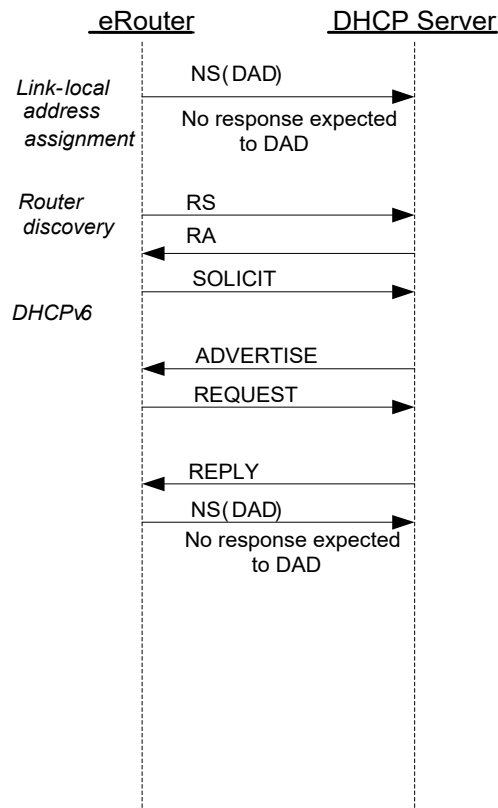 eRouter DHCP Server
NS(DAD)
Link-local
address
assignment
No response expected
to DAD
Router
discovery
RS
RA
SOLICIT
DHCPv6
ADVERTISE
REQUEST
REPLY
NS(DAD)
No response expected
to DAD